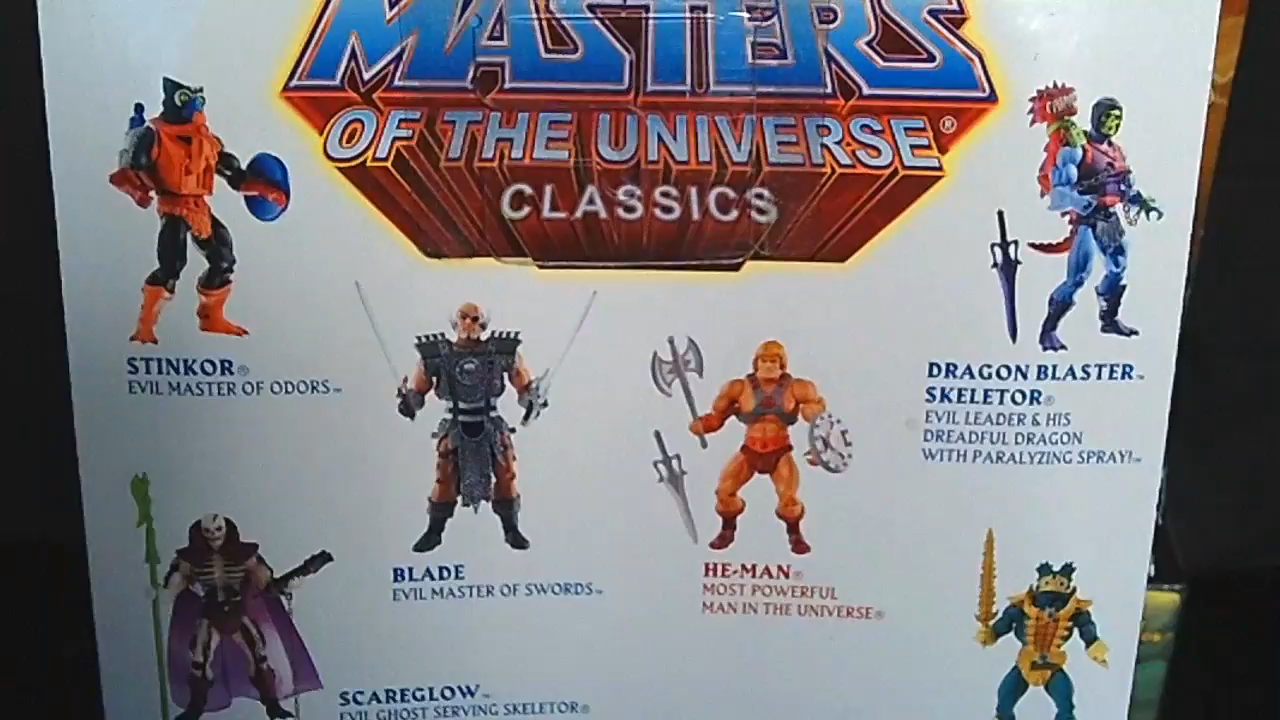 MASTERS
OF THE UNIVERSE®
CLASSICS
STINKOR®
EVIL MASTER OF ODORS™
BLADE
EVIL MASTER OF SWORDS™
HE-MAN®
MOST POWERFUL
MAN IN THE UNIVERSE®
DRAGON BLASTER™
SKELETOR®
EVIL LEADER & HIS
DREADFUL DRAGON
WITH PARALYZING SPRAY!™
SCAREGLOW™
EVIL GHOST SERVING SKELETOR®